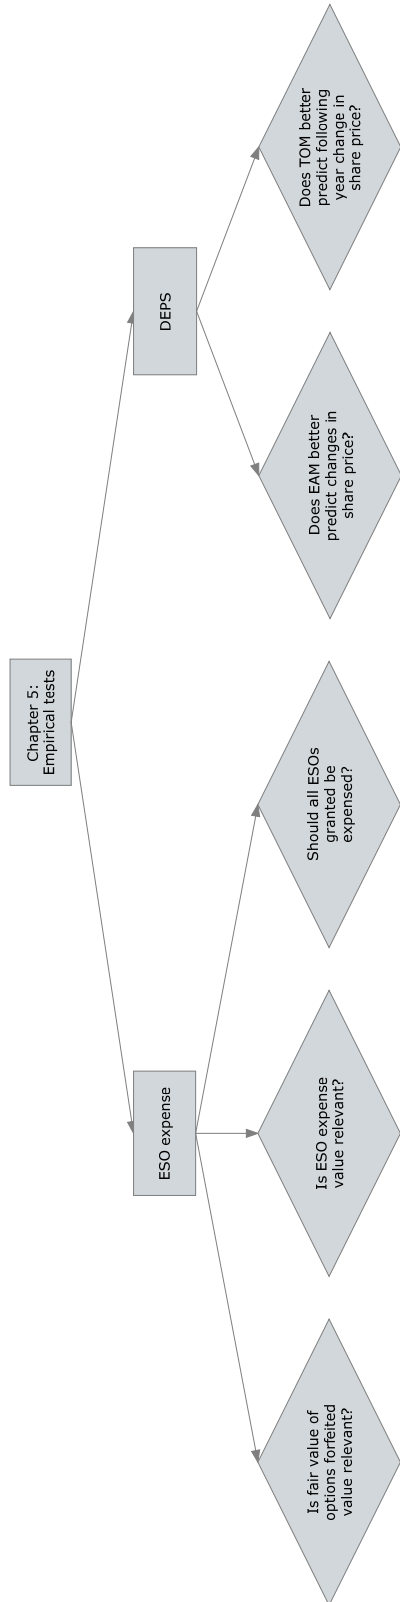 Chapter 5:
Empirical tests
ESO expense
DEPS
Is fair value of
options forfeited
value relevant?
Is ESO expense
value relevant?
Should all ESOs
granted be
expensed?
Does EAM better
predict changes in
share price?
Does TOM better
predict following
year change in
share price?